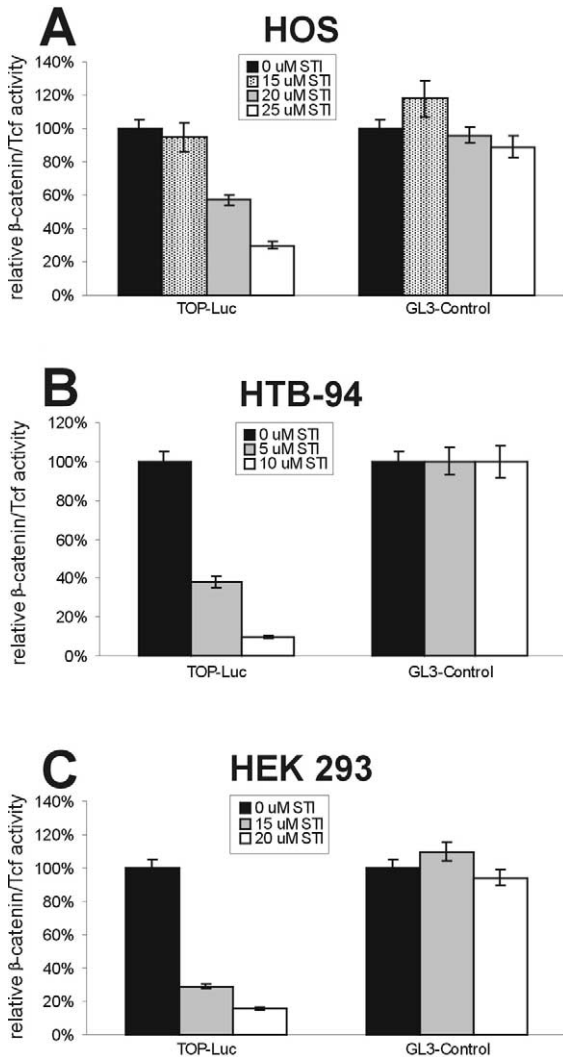 A
HOS
relative β-catenin/Tcf activity
140%
120%
100%
80%
60%
40%
20%
0%
0 uM STI
15 uM STI
20 uM STI
25 uM STI
TOP-Luc
GL3-Control
B
HTB-94
relative β-catenin/Tcf activity
120%
100%
80%
60%
40%
20%
0%
0 uM STI
5 uM STI
10 uM STI
TOP-Luc
GL3-Control
C
HEK 293
relative β-catenin/Tcf activity
140%
120%
100%
80%
60%
40%
20%
0%
0 uM STI
15 uM STI
20 uM STI
TOP-Luc
GL3-Control